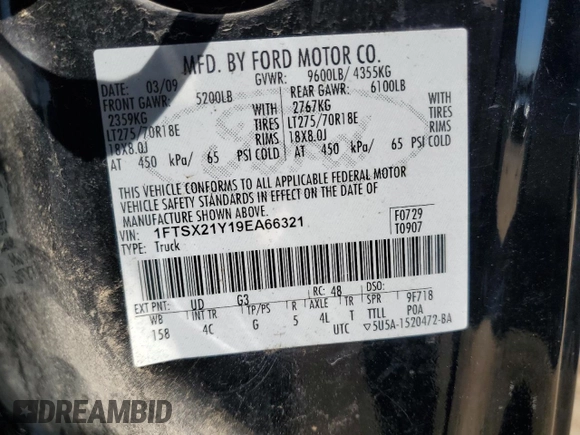 MFD. BY FORD MOTOR CO.
DATE: 03/09 GVWR: 9600LB/ 4355KG
FRONT GAWR: 5200LB REAR GAWR: 6100LB
2359KG WITH 2767KG WITH
LT275/70R18E TIRES LT275/70R18E TIRES
18X8.0J RIMS 18X8.0J RIMS
AT 450 kPa/ 65 PSI COLD AT 450 kPa/ 65 PSI COLD
THIS VEHICLE CONFORMS TO ALL APPLICABLE FEDERAL MOTOR
VEHICLE SAFETY STANDARDS IN EFFECT ON THE DATE OF
MANUFACTURE SHOWN ABOVE.
VIN: 1FTSX21Y19EA66321 F0729
TYPE: Truck T0907
EXT PNT: UD G3 RC: 48 DSO:
WB INT TR TP/PS R AXLE TR SPR 9F718
158 4C G 5 4L T TTLL POA
UTC ▽5U5A-1520472-BA
DREAMBID